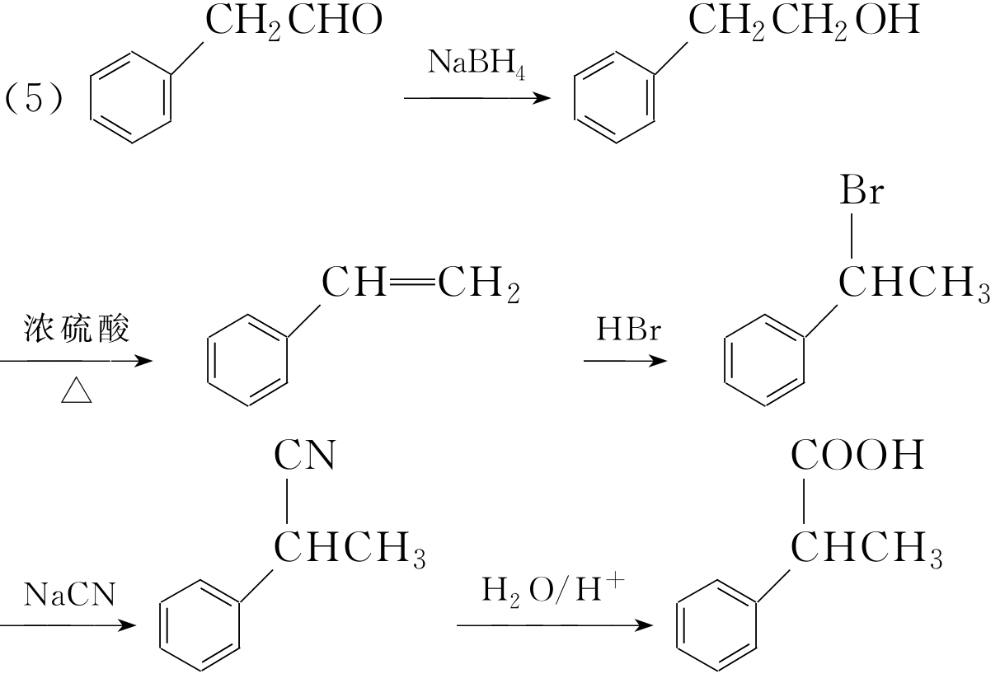 (5) CH₂CHO NaBH₄ CH₂CH₂OH
浓硫酸 △ CH=CH₂ HBr Br CHCH₃
NaCN CN CHCH₃ H₂O/H⁺ COOH CHCH₃